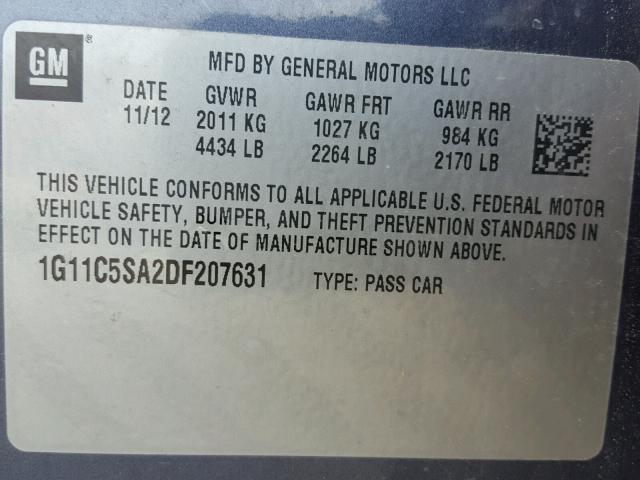 GM ®
MFD BY GENERAL MOTORS LLC
DATE GVWR GAWR FRT GAWR RR
11/12 2011 KG 1027 KG 984 KG
4434 LB 2264 LB 2170 LB
THIS VEHICLE CONFORMS TO ALL APPLICABLE U.S. FEDERAL MOTOR
VEHICLE SAFETY, BUMPER, AND THEFT PREVENTION STANDARDS IN
EFFECT ON THE DATE OF MANUFACTURE SHOWN ABOVE.
1G11C5SA2DF207631 TYPE: PASS CAR